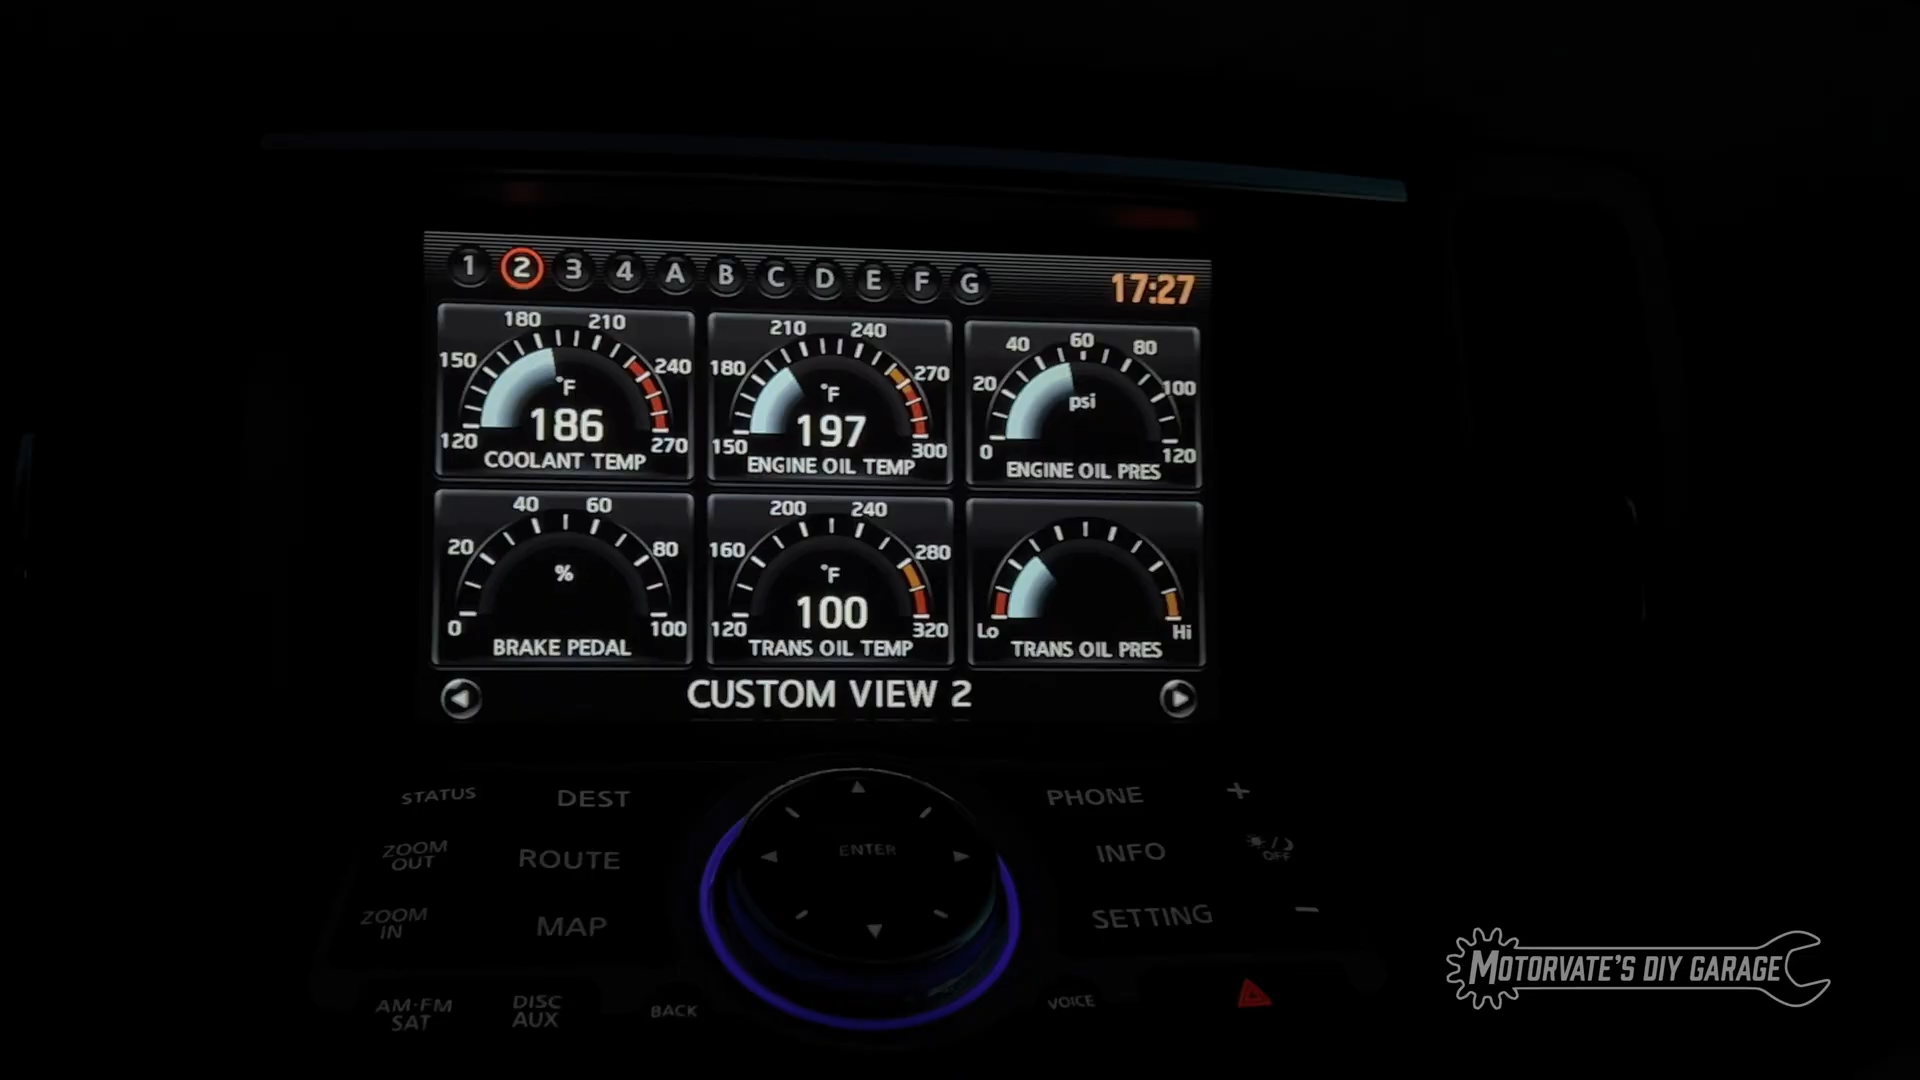 1 2 3 4 A B C D E F G 17:27
180 210
150 240
°F
186
120 270
COOLANT TEMP
210 240
180 270
°F
197
150 300
ENGINE OIL TEMP
40 60 80
20 100
psi
0 120
ENGINE OIL PRES
40 60
20 80
%
0 100
BRAKE PEDAL
200 240
160 280
°F
100
120 320
TRANS OIL TEMP
Lo Hi
TRANS OIL PRES
CUSTOM VIEW 2
STATUS DEST PHONE +
ZOOM OUT ROUTE ENTER INFO OFF
ZOOM IN MAP SETTING −
AM·FM SAT DISC AUX BACK VOICE
MOTORVATE'S DIY GARAGE